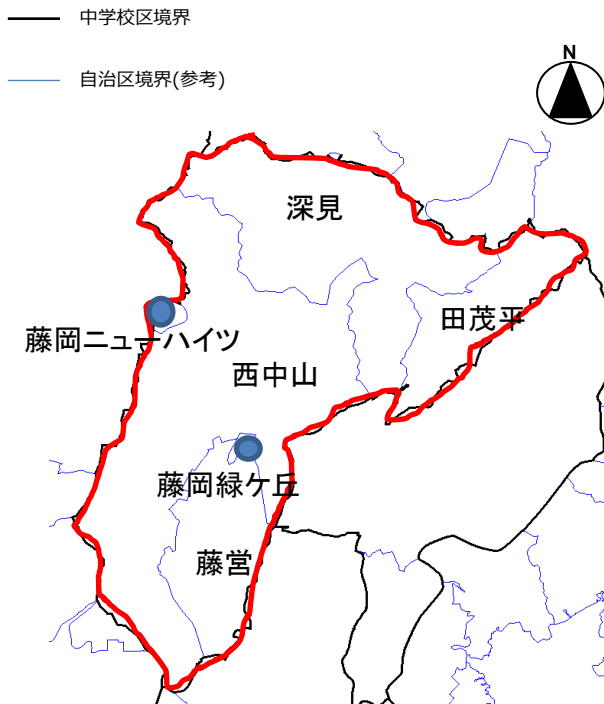 中学校区境界
自治区境界(参考)
N
深見
田茂平
藤岡ニューハイツ
西中山
藤岡緑ケ丘
藤営